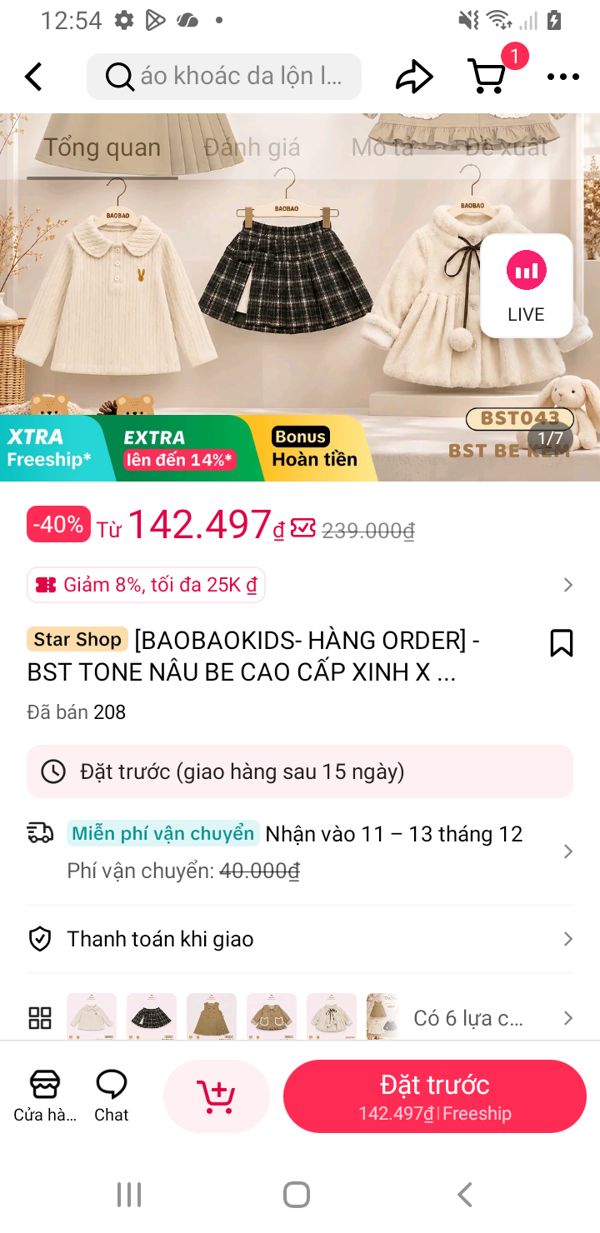 12:54
áo khoác da lộn l...
1
Tổng quan
Đánh giá
Mô tả
Đề xuất
BAOBAO
BAOBAO
BAOBAO
LIVE
BST043
1/7
BST BE KEM
XTRA
Freeship*
EXTRA
lên đến 14%*
Bonus
Hoàn tiền
-40% Từ 142.497đ 239.000đ
Giảm 8%, tối đa 25K đ
Star Shop [BAOBAOKIDS- HÀNG ORDER] -
BST TONE NÂU BE CAO CẤP XINH X ...
Đã bán 208
Đặt trước (giao hàng sau 15 ngày)
Miễn phí vận chuyển Nhận vào 11 – 13 tháng 12
Phí vận chuyển: 40.000đ
Thanh toán khi giao
Có 6 lựa c...
Cửa hà...
Chat
Đặt trước
142.497đ | Freeship